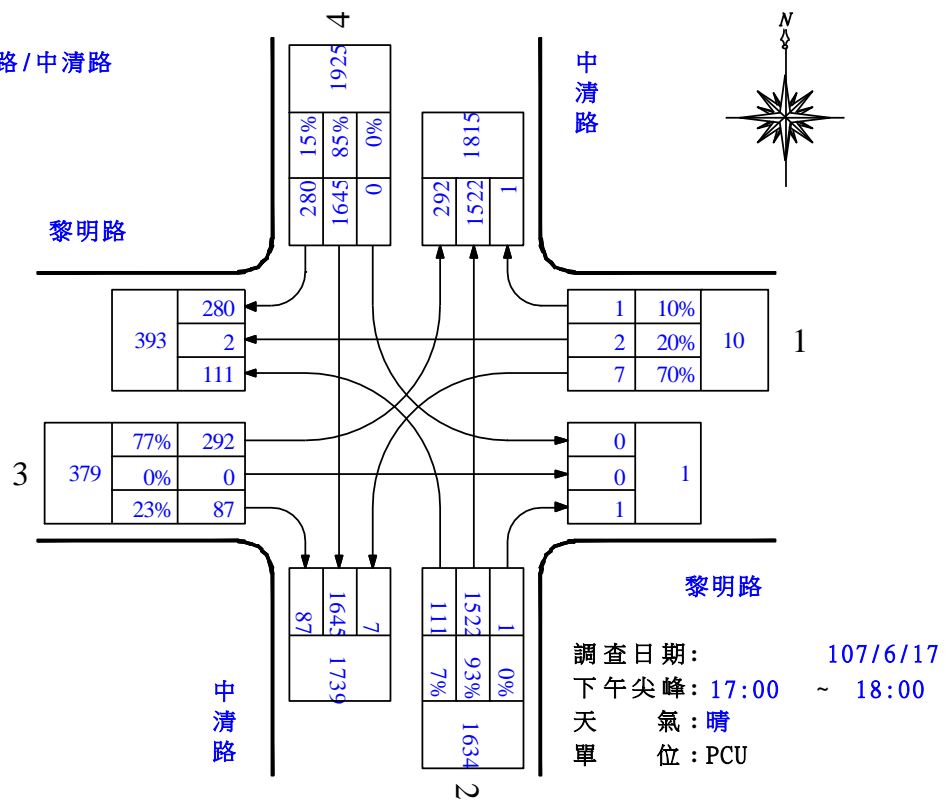 4
N
路/中清路
1925
15% 85% 0%
280 1645 0
1815
292 1522 1
中清路
黎明路
280
393 2
111
1 10%
2 20% 10
7 70%
1
3
77% 292
379 0% 0
23% 87
0
0 1
1
87 1645 7
1739
111 1522 1
7% 93% 0%
1634
2
中清路
黎明路
調查日期: 107/6/17
下午尖峰: 17:00 ~ 18:00
天 氣:晴
單 位:PCU